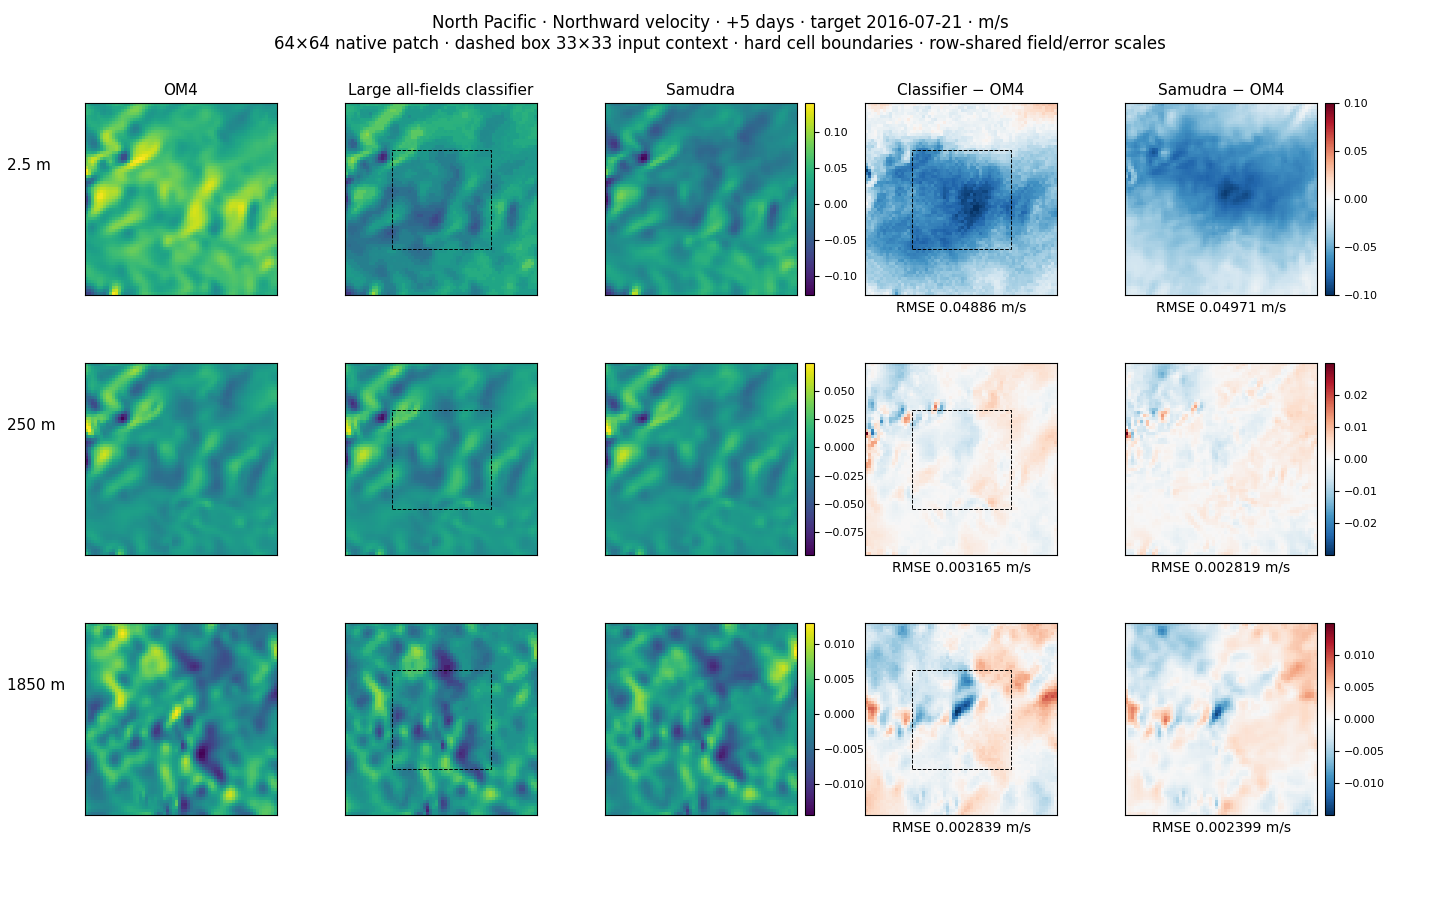 North Pacific · Northward velocity · +5 days · target 2016-07-21 · m/s
64×64 native patch · dashed box 33×33 input context · hard cell boundaries · row-shared field/error scales
OM4
Large all-fields classifier
Samudra
Classifier − OM4
Samudra − OM4
2.5 m
0.10
0.05
0.00
−0.05
−0.10
0.10
0.05
0.00
−0.05
−0.10
RMSE 0.04886 m/s
RMSE 0.04971 m/s
250 m
0.050
0.025
0.000
−0.025
−0.050
−0.075
0.02
0.01
0.00
−0.01
−0.02
RMSE 0.003165 m/s
RMSE 0.002819 m/s
1850 m
0.010
0.005
0.000
−0.005
−0.010
0.010
0.005
0.000
−0.005
−0.010
RMSE 0.002839 m/s
RMSE 0.002399 m/s